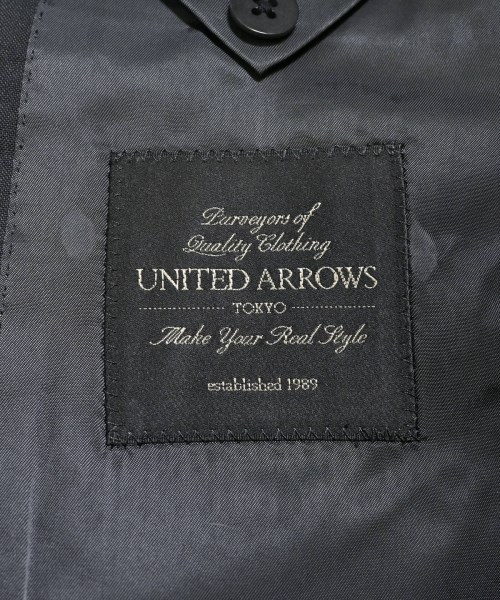 Purveyors of
Quality Clothing
UNITED ARROWS
TOKYO
Make Your Real Style
established 1989